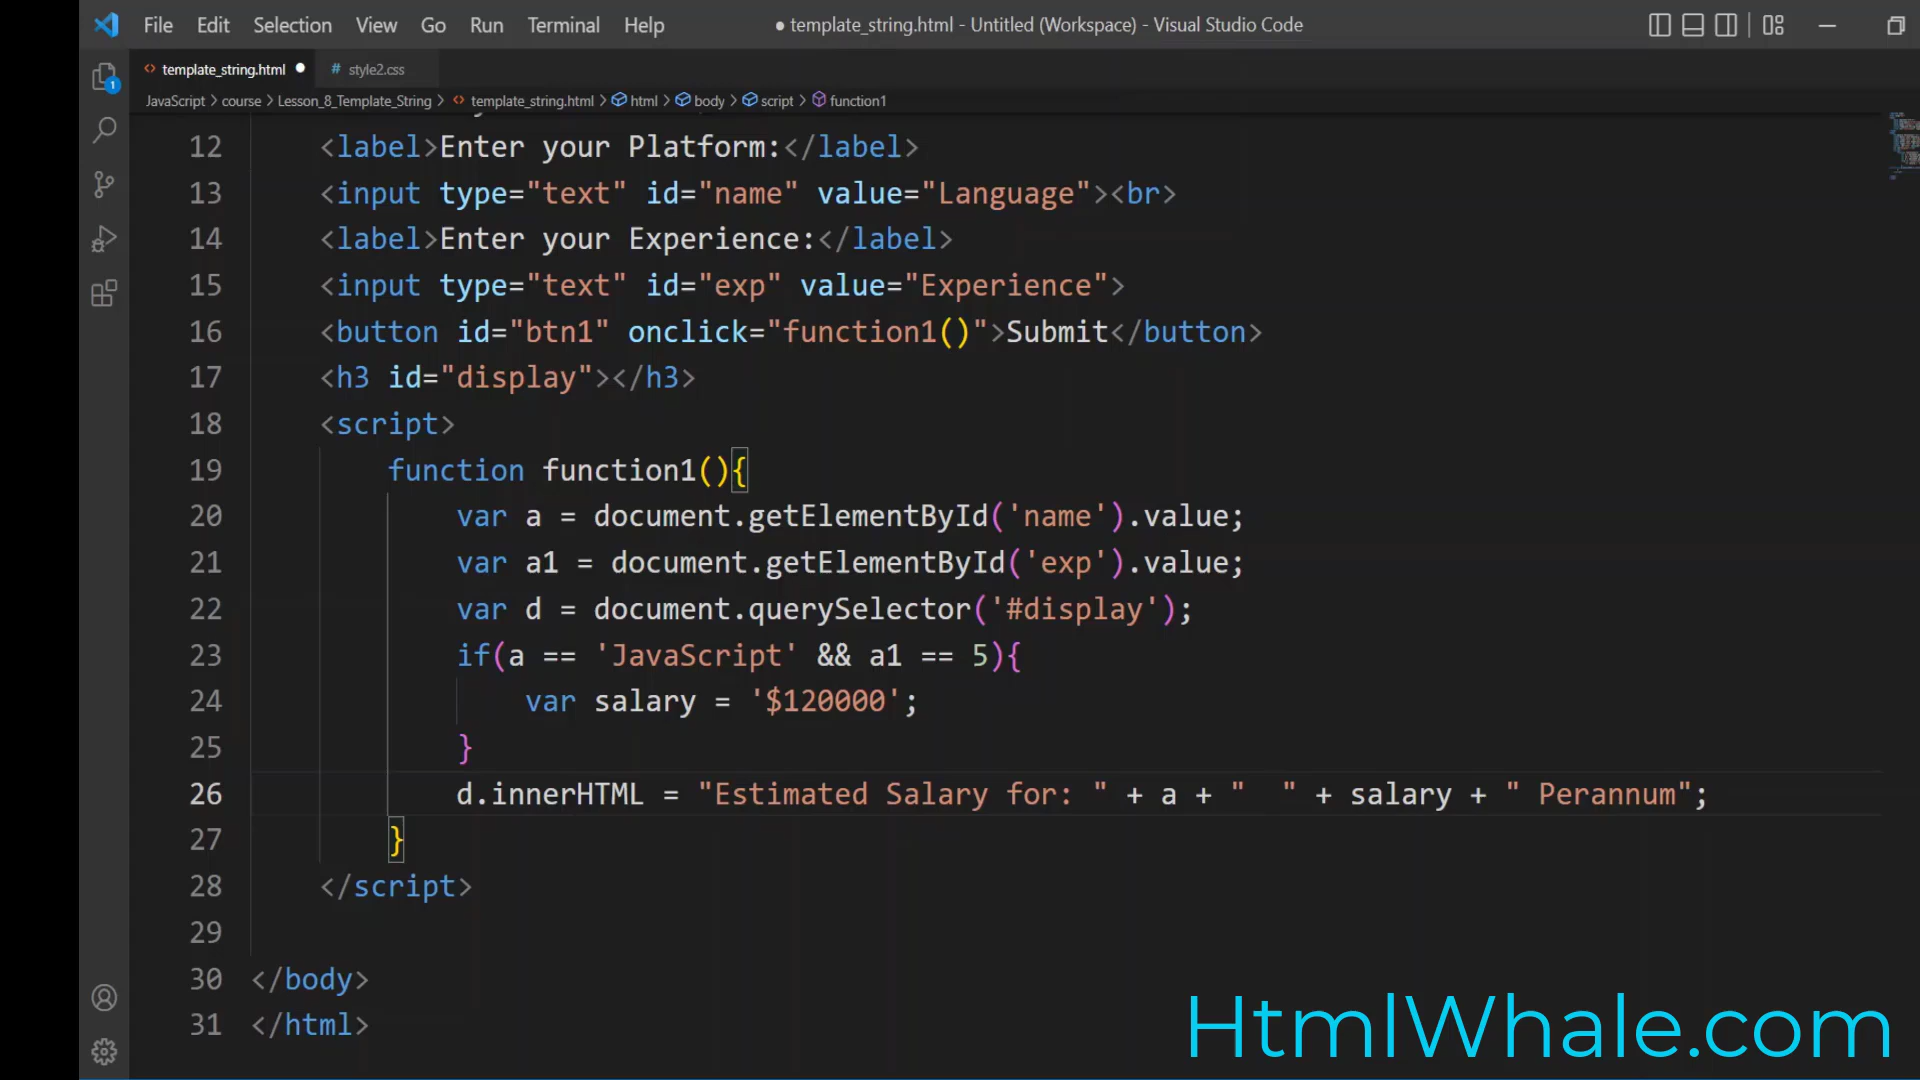 File Edit Selection View Go Run Terminal Help ● template_string.html - Untitled (Workspace) - Visual Studio Code
template_string.html ● # style2.css
JavaScript > course > Lesson_8_Template_String > template_string.html > html > body > script > function1
1
12 <label>Enter your Platform:</label>
13 <input type="text" id="name" value="Language"><br>
14 <label>Enter your Experience:</label>
15 <input type="text" id="exp" value="Experience">
16 <button id="btn1" onclick="function1()">Submit</button>
17 <h3 id="display"></h3>
18 <script>
19 function function1(){
20 var a = document.getElementById('name').value;
21 var a1 = document.getElementById('exp').value;
22 var d = document.querySelector('#display');
23 if(a == 'JavaScript' && a1 == 5){
24 var salary = '$120000';
25 }
26 d.innerHTML = "Estimated Salary for: " + a + "  " + salary + " Perannum";
27 }
28 </script>
29
30 </body>
31 </html>
HtmlWhale.com